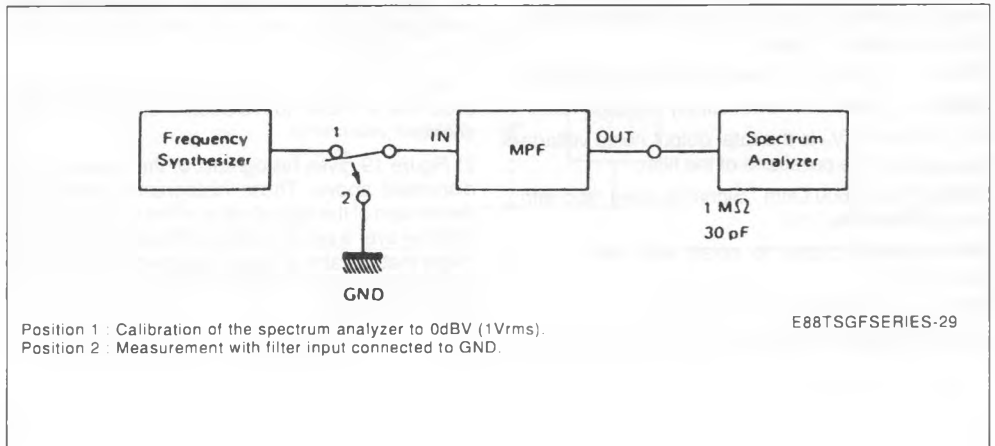 Frequency
Synthesizer
1
2
IN
MPF
OUT
Spectrum
Analyzer
1 MΩ
30 pF
GND
Position 1 : Calibration of the spectrum analyzer to 0dBV (1Vrms).
Position 2 : Measurement with filter input connected to GND.
E88TSGFSERIES-29